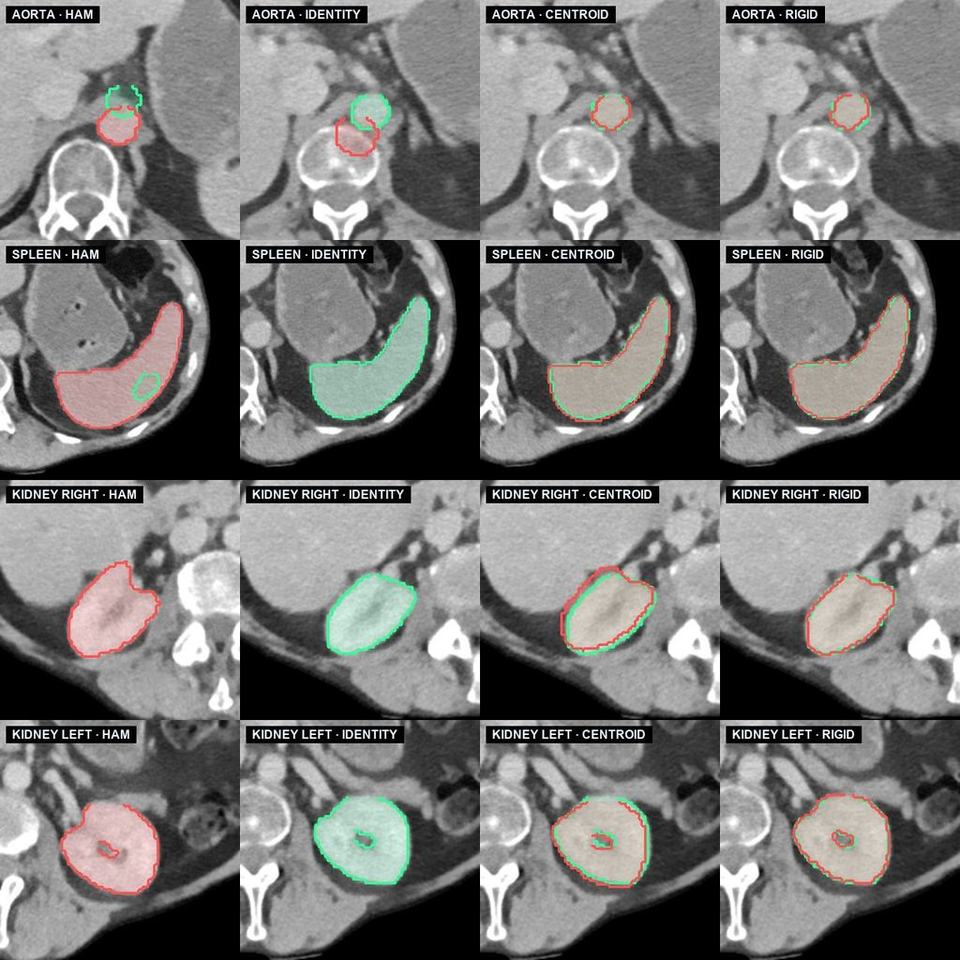 AORTA · HAM
AORTA · IDENTITY
AORTA · CENTROID
AORTA · RIGID
SPLEEN · HAM
SPLEEN · IDENTITY
SPLEEN · CENTROID
SPLEEN · RIGID
KIDNEY RIGHT · HAM
KIDNEY RIGHT · IDENTITY
KIDNEY RIGHT · CENTROID
KIDNEY RIGHT · RIGID
KIDNEY LEFT · HAM
KIDNEY LEFT · IDENTITY
KIDNEY LEFT · CENTROID
KIDNEY LEFT · RIGID